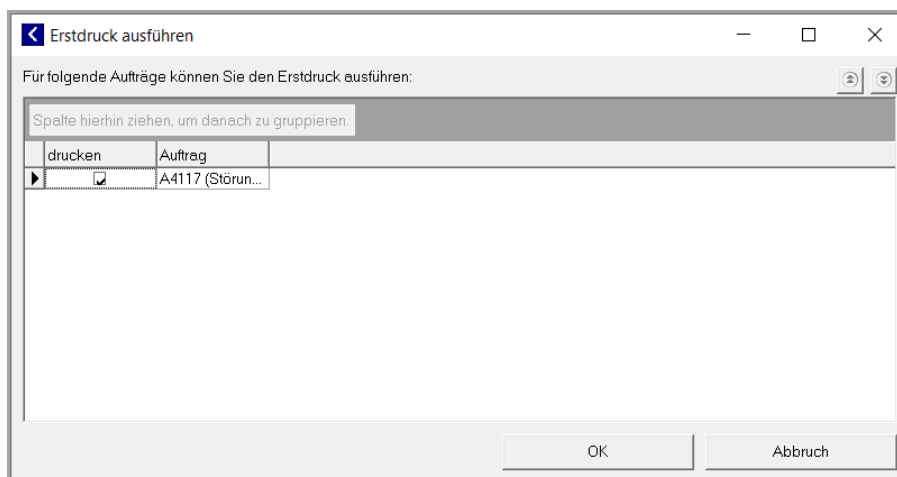 Erstdruck ausführen
Für folgende Aufträge können Sie den Erstdruck ausführen:
Spalte hierhin ziehen, um danach zu gruppieren.
drucken Auftrag
A4117 (Störun...
OK Abbruch